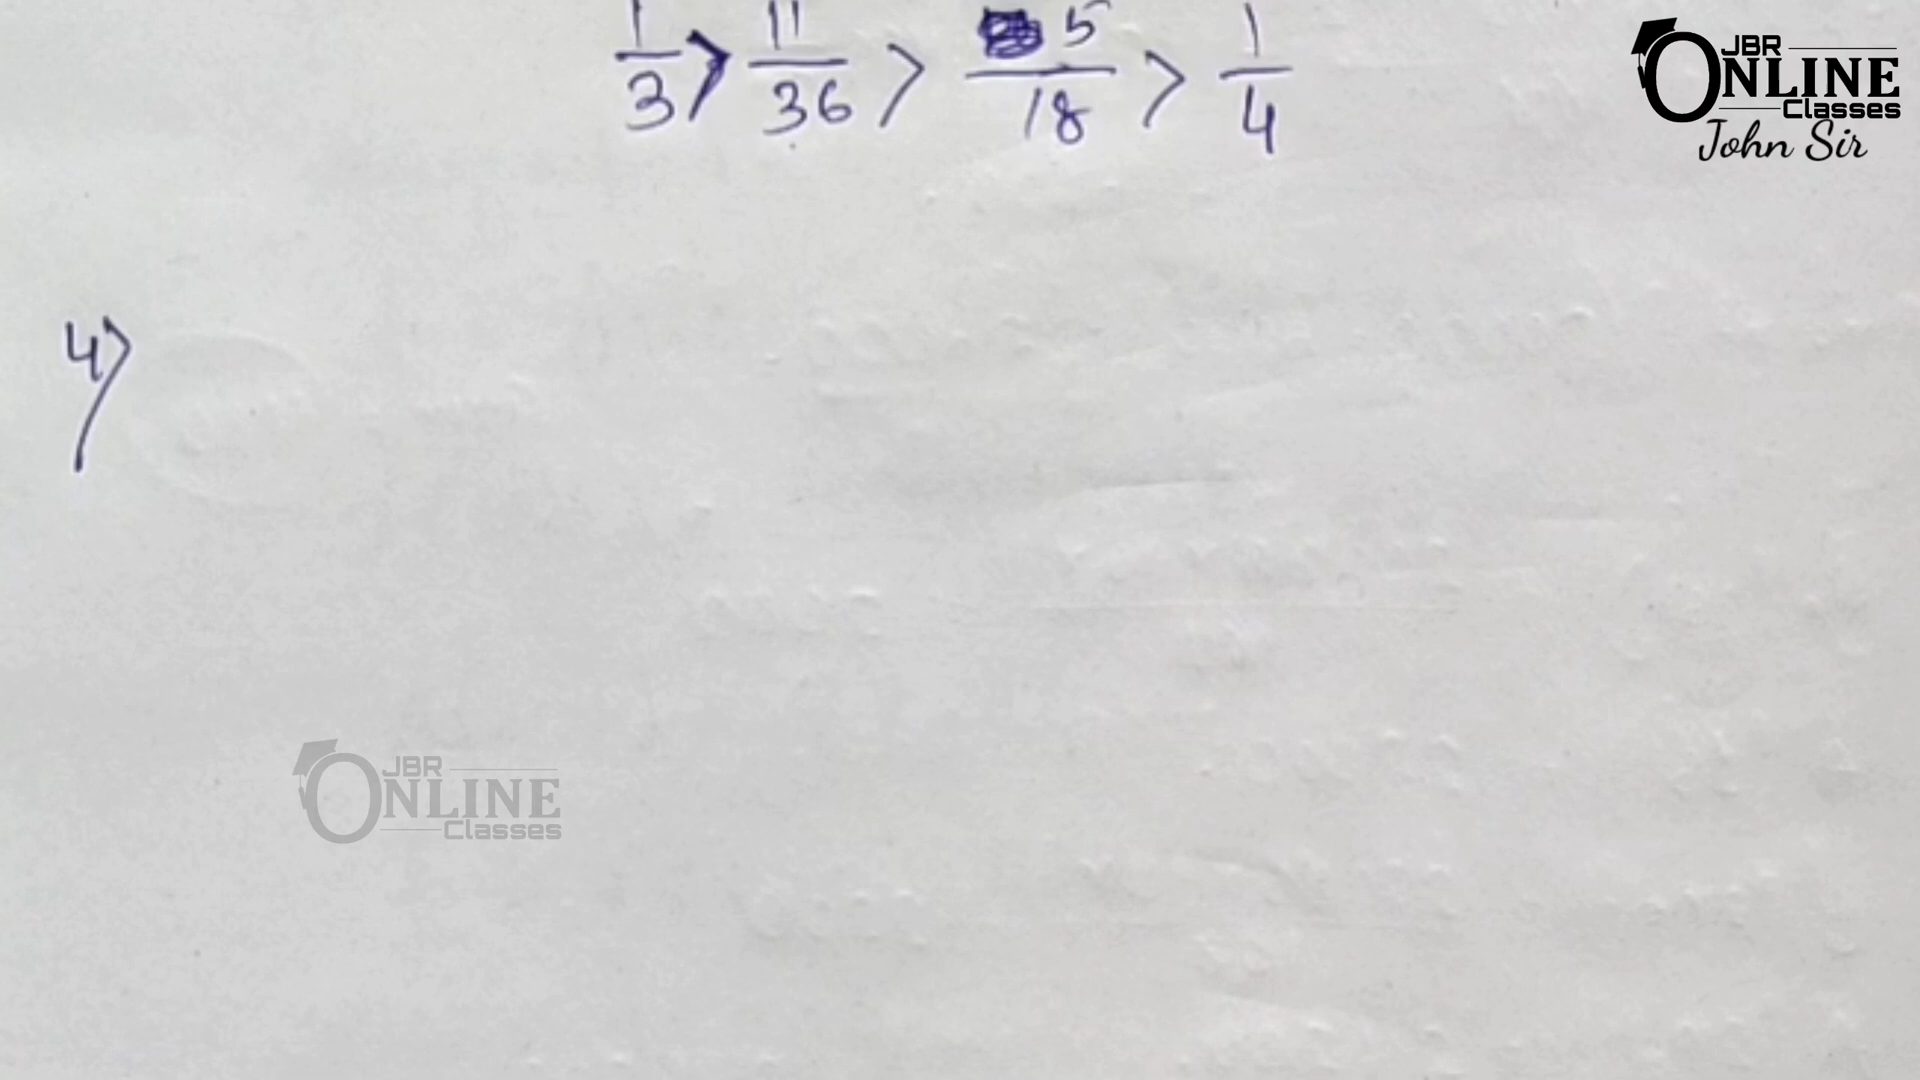 1/3 > 11/36 > 5/18 > 1/4
JBR
ONLINE
Classes
John Sir
4)
JBR
ONLINE
Classes